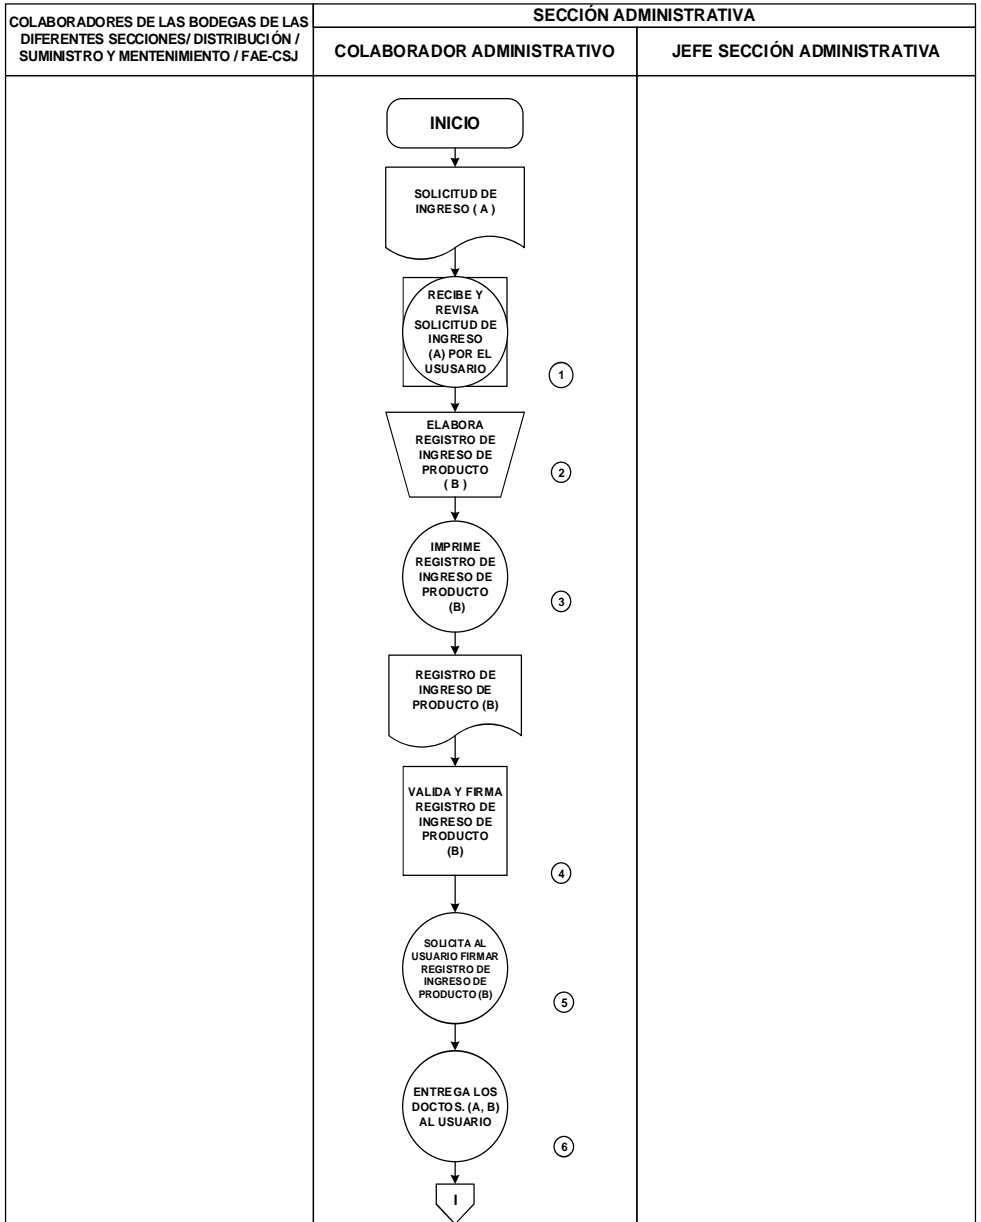 COLABORADORES DE LAS BODEGAS DE LAS
DIFERENTES SECCIONES/ DISTRIBUCIÓN /
SUMINISTRO Y MENTENIMIENTO / FAE-CSJ
SECCIÓN ADMINISTRATIVA
COLABORADOR ADMINISTRATIVO
JEFE SECCIÓN ADMINISTRATIVA
INICIO
SOLICITUD DE
INGRESO ( A )
RECIBE Y
REVISA
SOLICITUD DE
INGRESO
(A) POR EL
USUSARIO
1
ELABORA
REGISTRO DE
INGRESO DE
PRODUCTO
( B )
2
IMPRIME
REGISTRO DE
INGRESO DE
PRODUCTO
(B)
3
REGISTRO DE
INGRESO DE
PRODUCTO (B)
VALIDA Y FIRMA
REGISTRO DE
INGRESO DE
PRODUCTO
(B)
4
SOLICITA AL
USUARIO FIRMAR
REGISTRO DE
INGRESO DE
PRODUCTO (B)
5
ENTREGA LOS
DOCTOS. (A, B)
AL USUARIO
6
I